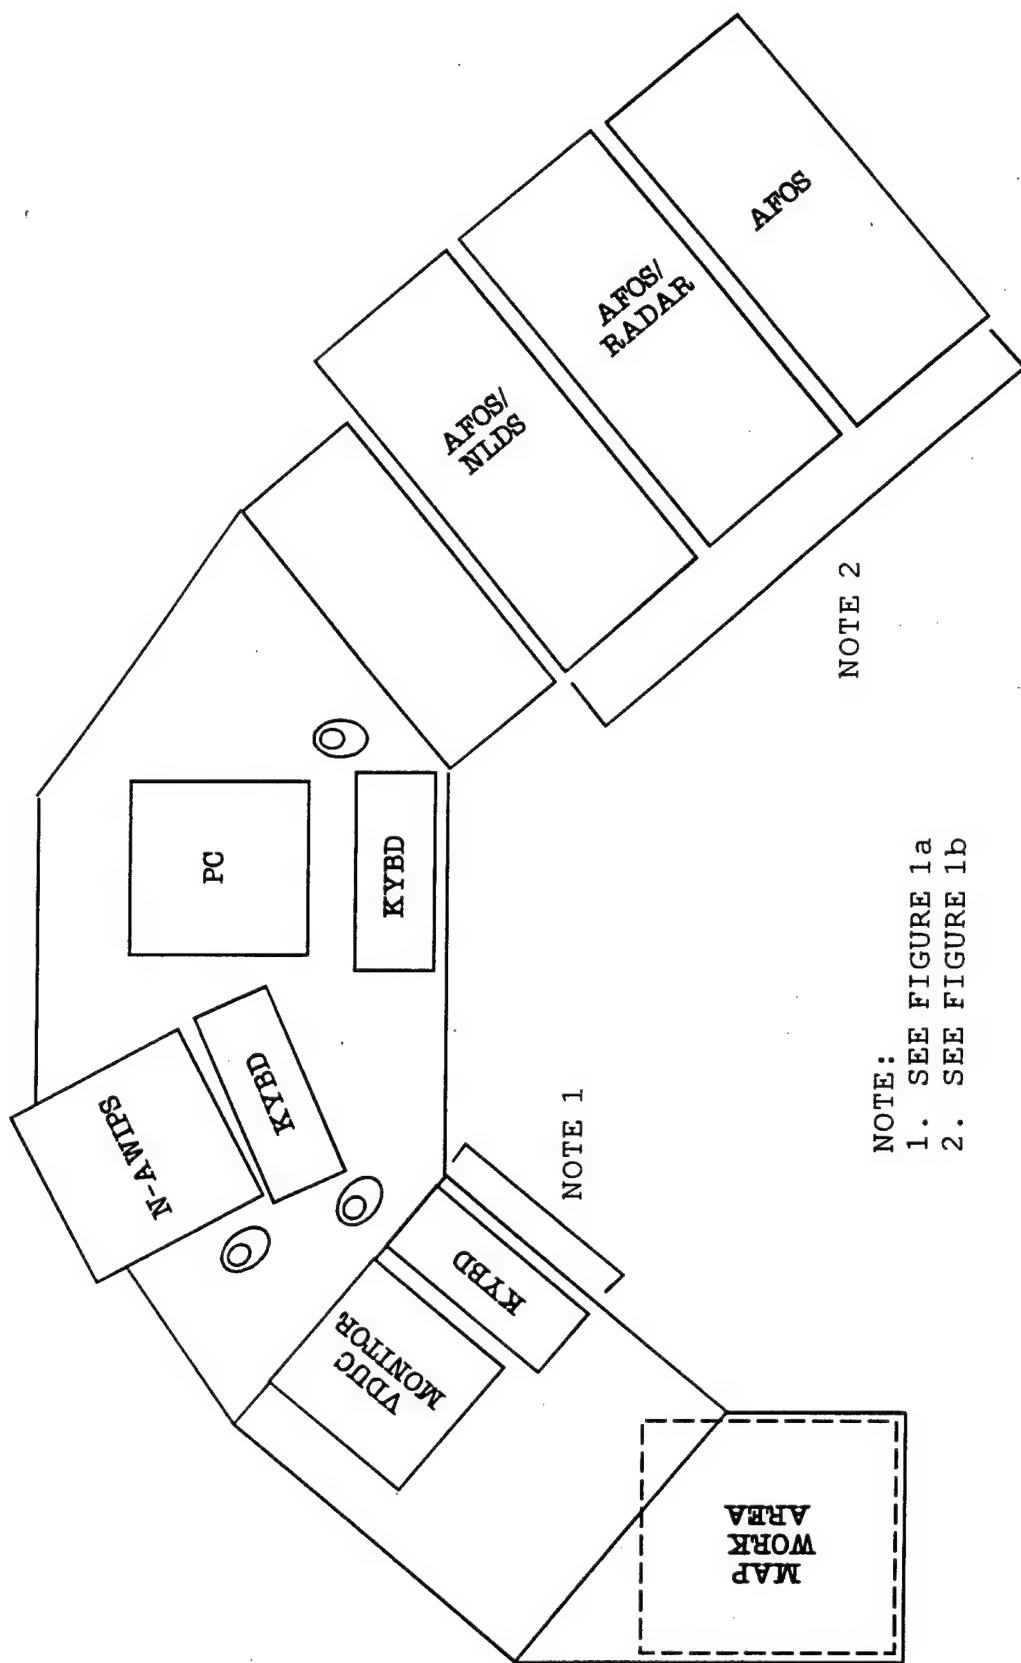 MAP
WORK
AREA
VDUC
MONITOR
KYBD
NOTE 1
N-AWIPS
KYBD
PC
KYBD
AFOS/
NLDS
AFOS/
RADAR
AFOS
NOTE 2
NOTE:
1. SEE FIGURE 1a
2. SEE FIGURE 1b